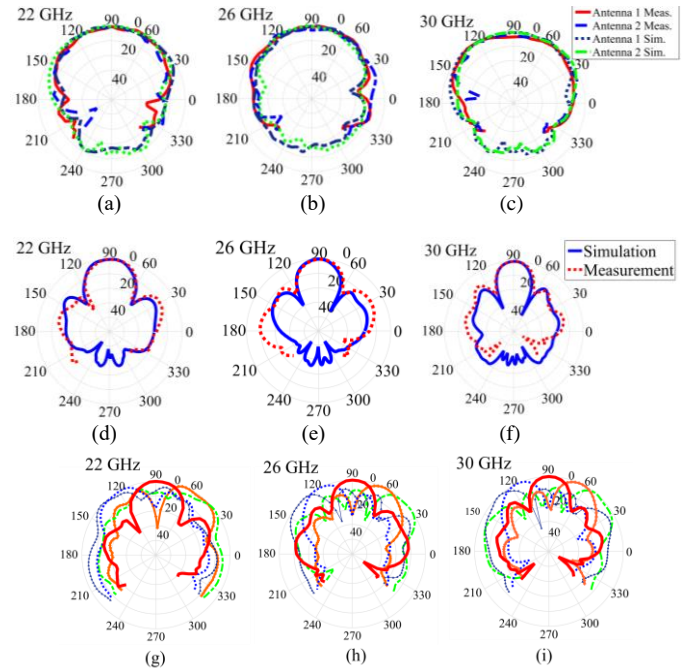 22 GHz
26 GHz
30 GHz
Antenna 1 Meas.
Antenna 2 Meas.
Antenna 1 Sim.
Antenna 2 Sim.
90 0 60 30 0 330 300 270 240 210 180 150 120 20 40
90 0 60 30 0 330 300 270 240 210 180 150 120 20 40
90 0 60 30 0 330 300 270 240 210 180 150 120 20 40
(a)
(b)
(c)
22 GHz
26 GHz
30 GHz
Simulation
Measurement
90 0 60 30 0 330 300 270 240 210 180 150 120 20 40
90 0 60 30 0 330 300 270 240 210 180 150 120 20 40
90 0 60 30 0 330 300 270 240 210 180 150 120 20 40
(d)
(e)
(f)
22 GHz
26 GHz
30 GHz
90 0 60 30 0 330 300 270 240 210 180 150 120 20 40
90 0 60 30 0 330 300 270 240 210 180 150 120 20 40
90 0 60 30 0 330 300 270 240 210 180 150 120 20 40
(g)
(h)
(i)